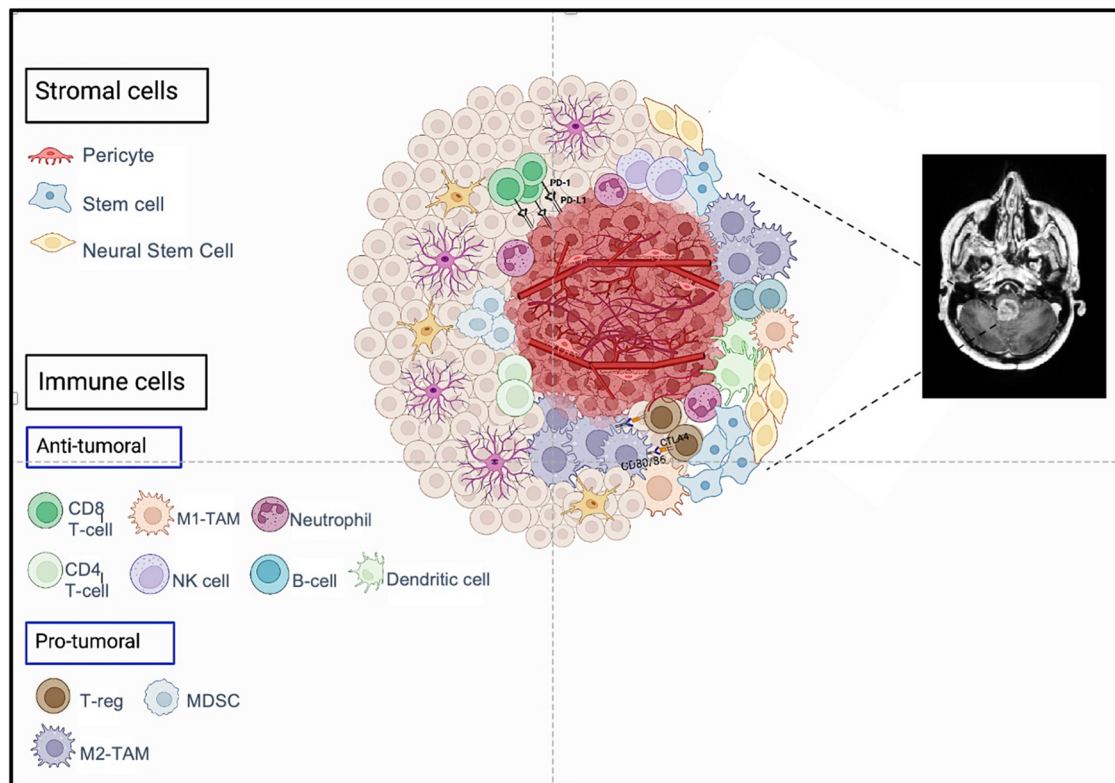 Stromal cells
Pericyte
Stem cell
Neural Stem Cell
Immune cells
Anti-tumoral
CD8
T-cell
M1-TAM
Neutrophil
CD4
T-cell
NK cell
B-cell
Dendritic cell
Pro-tumoral
T-reg
MDSC
M2-TAM
PD-1
PD-L1
CTLA4
CD80/86